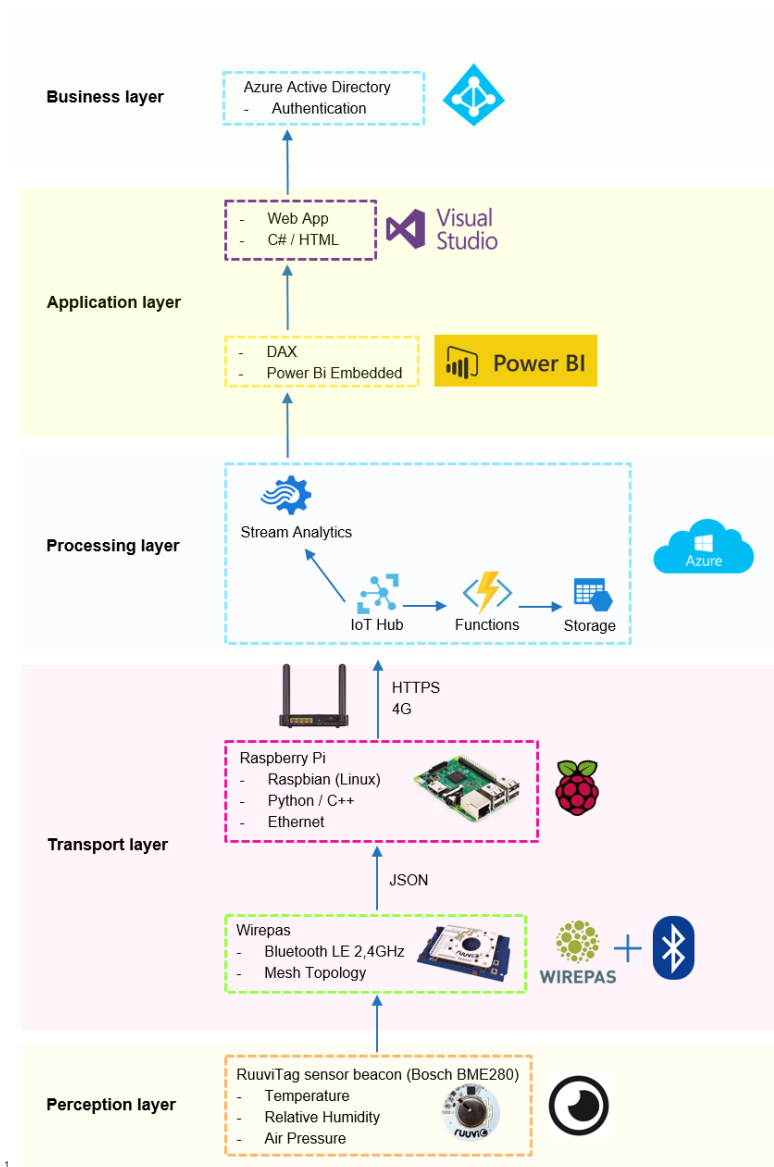 Business layer
Azure Active Directory
- Authentication
- Web App
- C# / HTML
Visual
Studio
Application layer
- DAX
- Power Bi Embedded
Power BI
Stream Analytics
Processing layer
Azure
IoT Hub
Functions
Storage
HTTPS
4G
Raspberry Pi
- Raspbian (Linux)
- Python / C++
- Ethernet
Transport layer
JSON
Wirepas
- Bluetooth LE 2,4GHz
- Mesh Topology
ruuvi
WIREPAS
RuuviTag sensor beacon (Bosch BME280)
- Temperature
Perception layer
- Relative Humidity
- Air Pressure
ruuvi
1